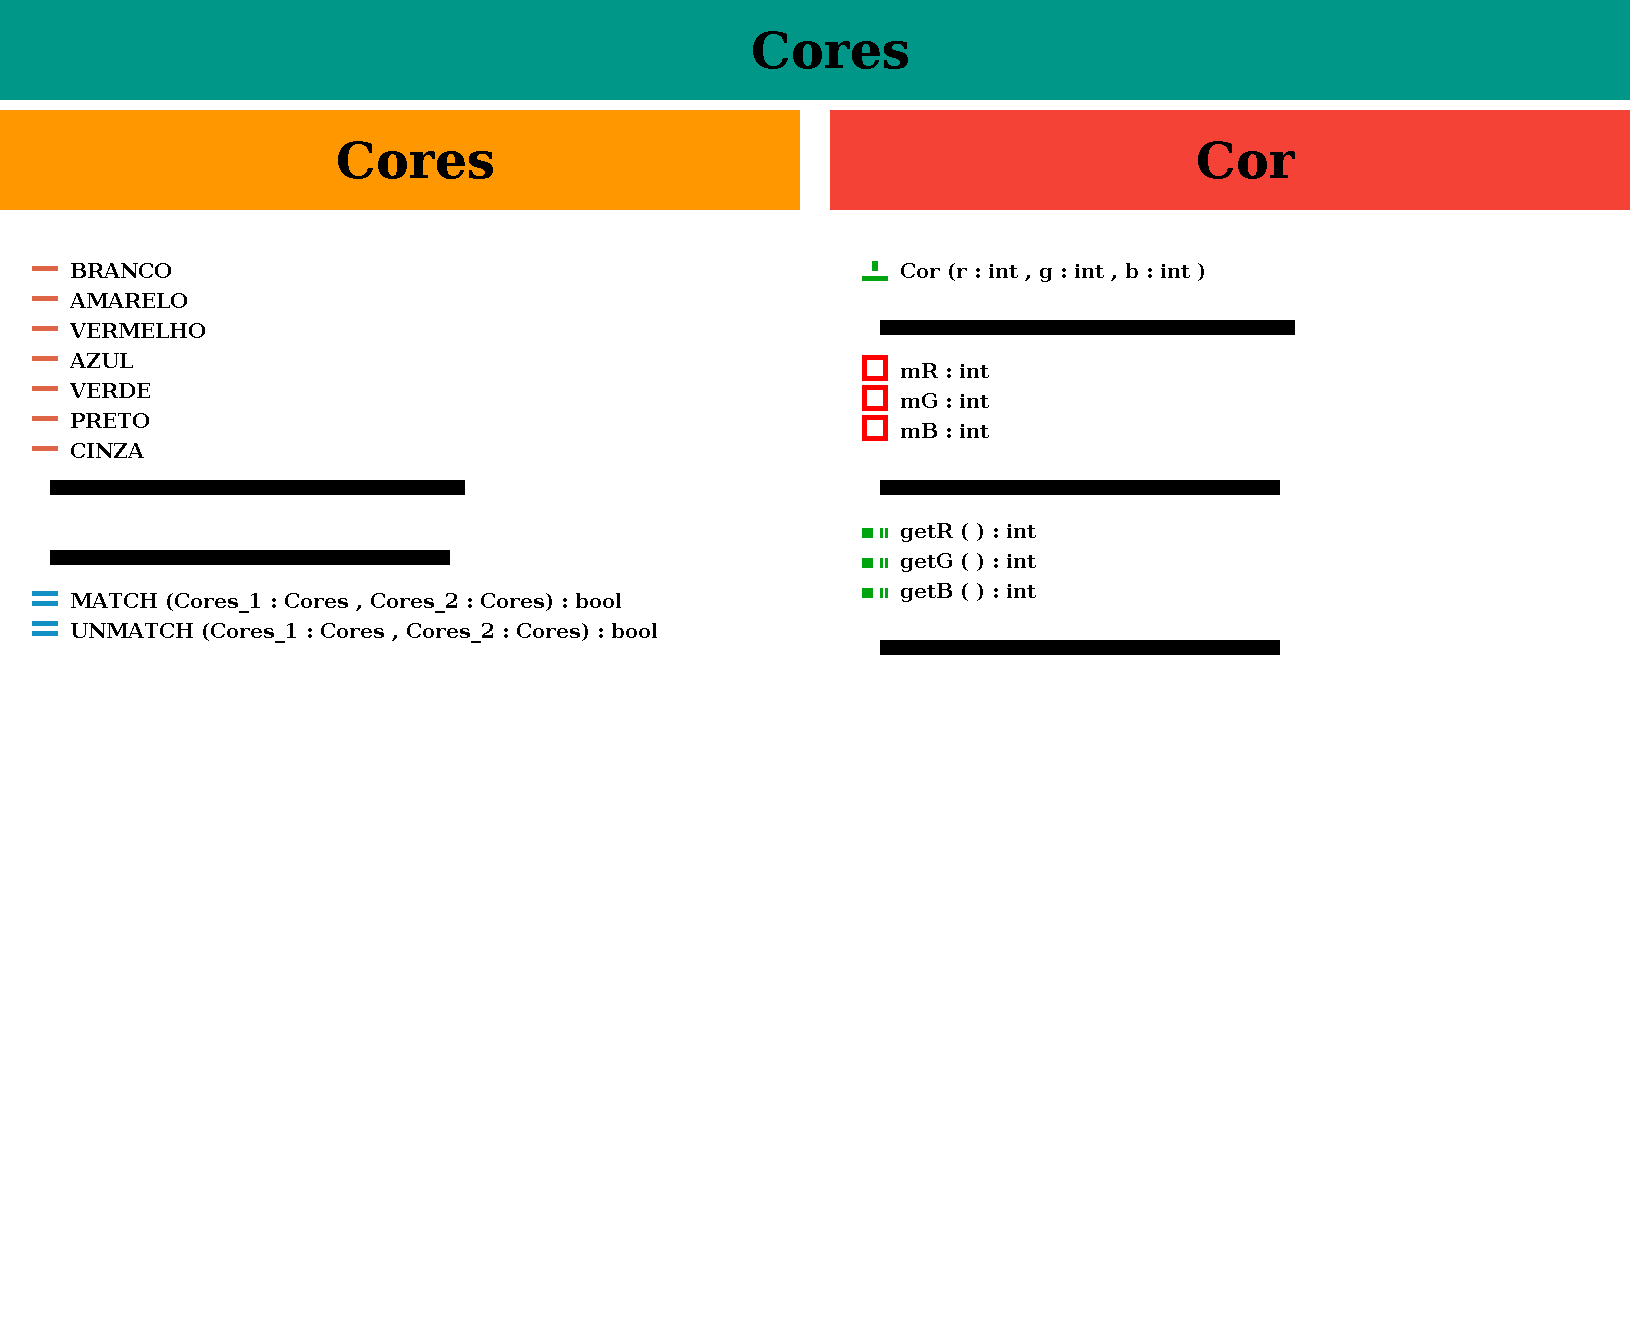 Cores
Cores
BRANCO
AMARELO
VERMELHO
AZUL
VERDE
PRETO
CINZA
MATCH (Cores_1 : Cores , Cores_2 : Cores) : bool
UNMATCH (Cores_1 : Cores , Cores_2 : Cores) : bool
Cor
Cor (r : int , g : int , b : int )
mR : int
mG : int
mB : int
getR ( ) : int
getG ( ) : int
getB ( ) : int